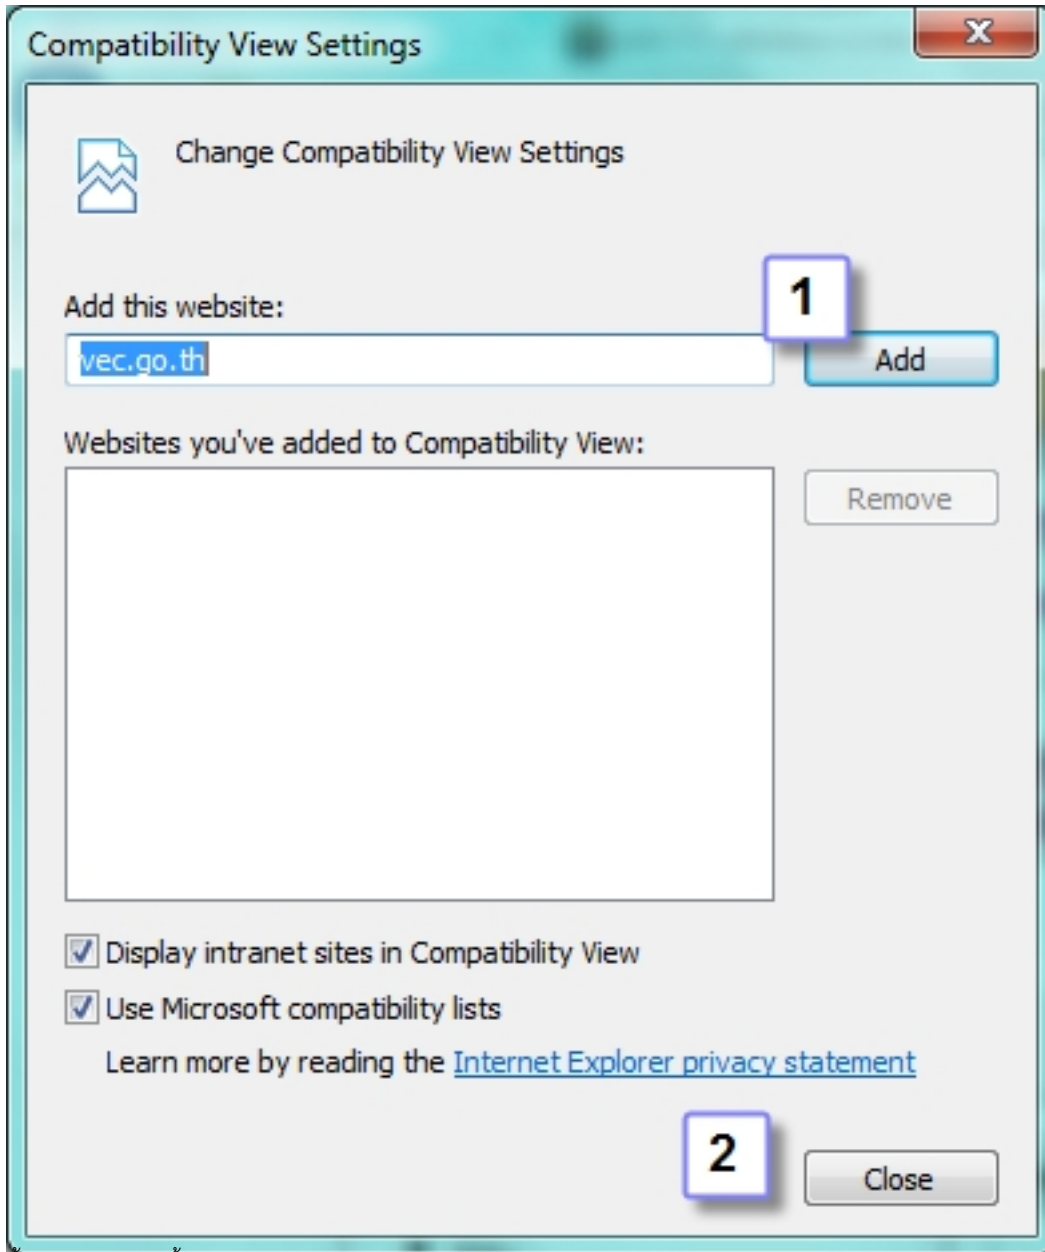 Compatibility View Settings
Change Compatibility View Settings
1
Add this website:
vec.go.th
Add
Websites you've added to Compatibility View:
Remove
Display intranet sites in Compatibility View
Use Microsoft compatibility lists
Learn more by reading the Internet Explorer privacy statement
2
Close